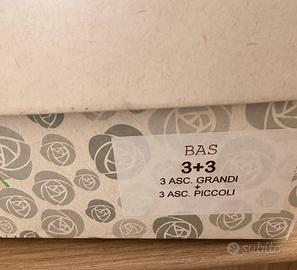 BAS
3+3
3 ASC. GRANDI
+
3 ASC. PICCOLI
subito